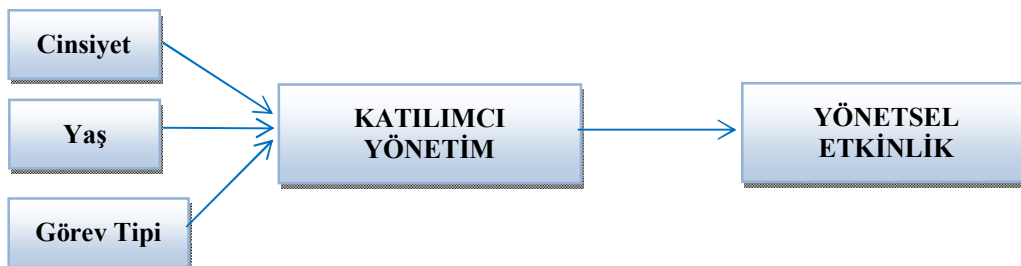 Cinsiyet
Yaş
Görev Tipi
KATILIMCI
YÖNETİM
YÖNETSEL
ETKİNLİK